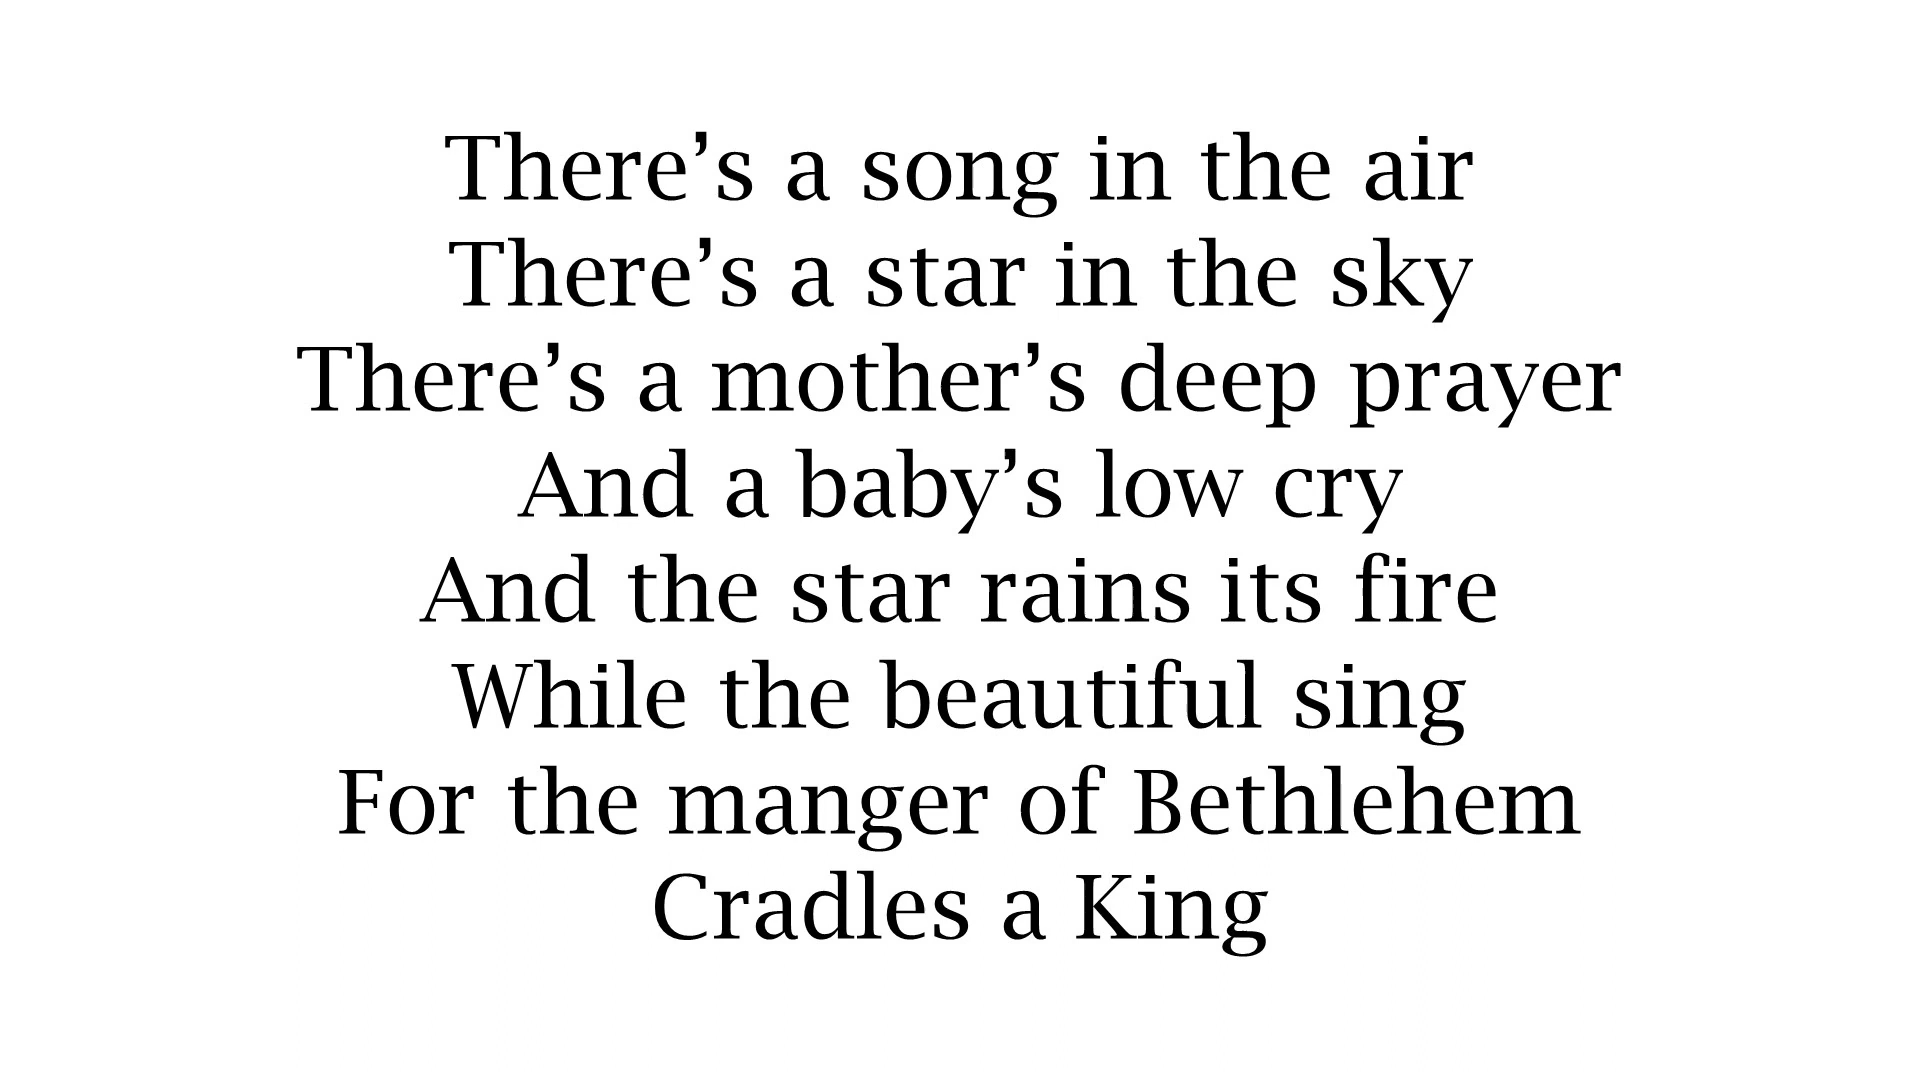 There’s a song in the air
There’s a star in the sky
There’s a mother’s deep prayer
And a baby’s low cry
And the star rains its fire
While the beautiful sing
For the manger of Bethlehem
Cradles a King